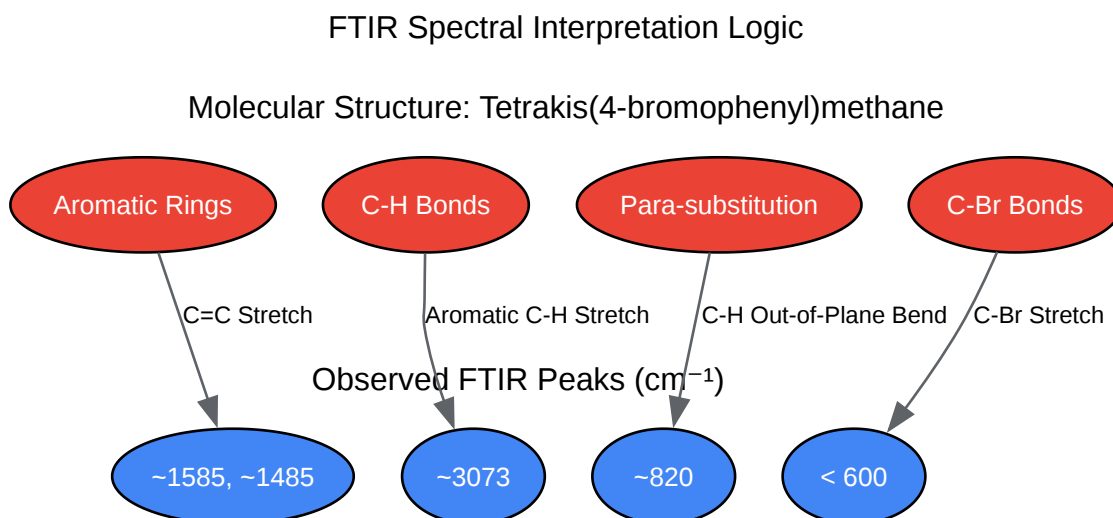 FTIR Spectral Interpretation Logic
Molecular Structure: Tetrakis(4-bromophenyl)methane
Aromatic Rings
C-H Bonds
Para-substitution
C-Br Bonds
C=C Stretch
Aromatic C-H Stretch
C-H Out-of-Plane Bend
C-Br Stretch
Observed FTIR Peaks (cm⁻¹)
~1585, ~1485
~3073
~820
< 600